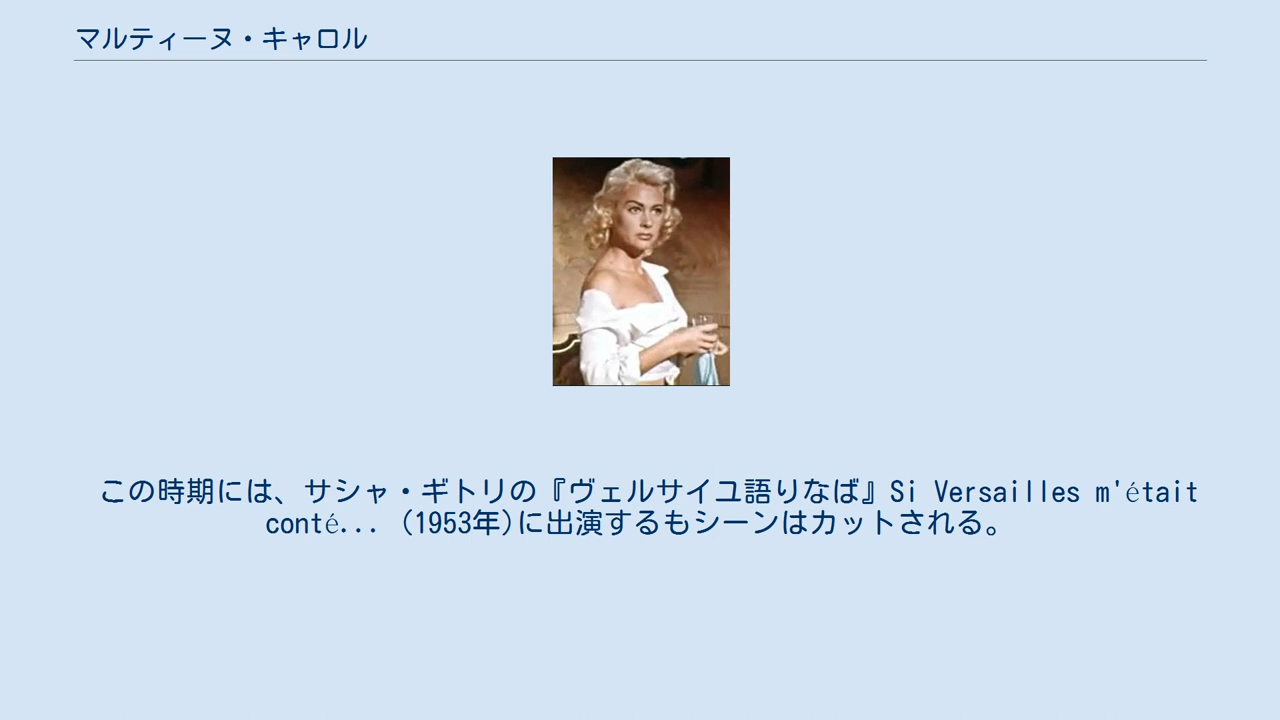 マルティーヌ・キャロル
この時期には、サシャ・ギトリの『ヴェルサイユ語りなば』Si Versailles m'était
conté... (1953年)に出演するもシーンはカットされる。